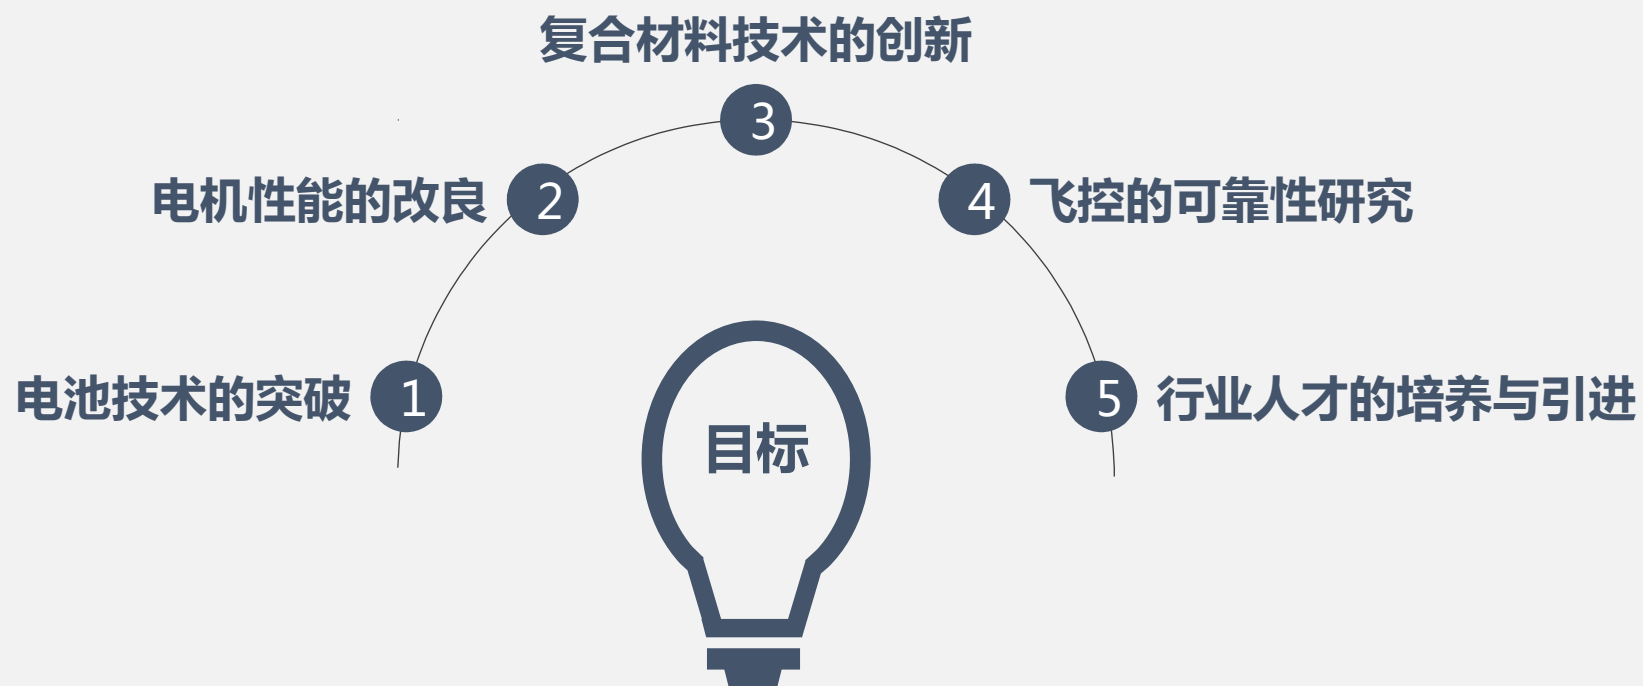 复合材料技术的创新
3
电机性能的改良
2
4
飞控的可靠性研究
电池技术的突破
1
5
行业人才的培养与引进
目标